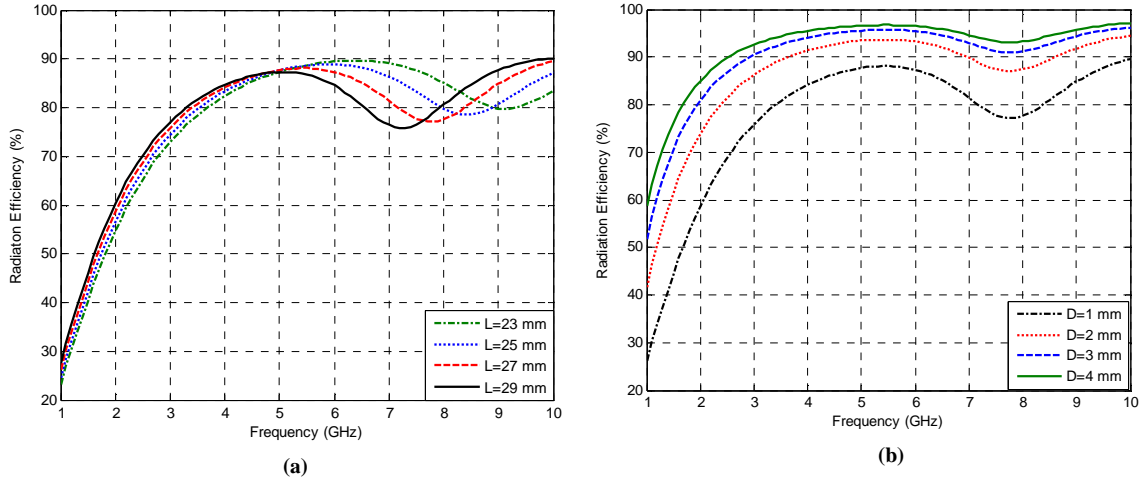 100
90
80
70
60
50
40
30
20
Radiaton Efficiency (%)
1 2 3 4 5 6 7 8 9 10
Frequency (GHz)
L=23 mm
L=25 mm
L=27 mm
L=29 mm
(a)
100
90
80
70
60
50
40
30
20
Radiation Efficiency (%)
1 2 3 4 5 6 7 8 9 10
Frequency (GHz)
D=1 mm
D=2 mm
D=3 mm
D=4 mm
(b)